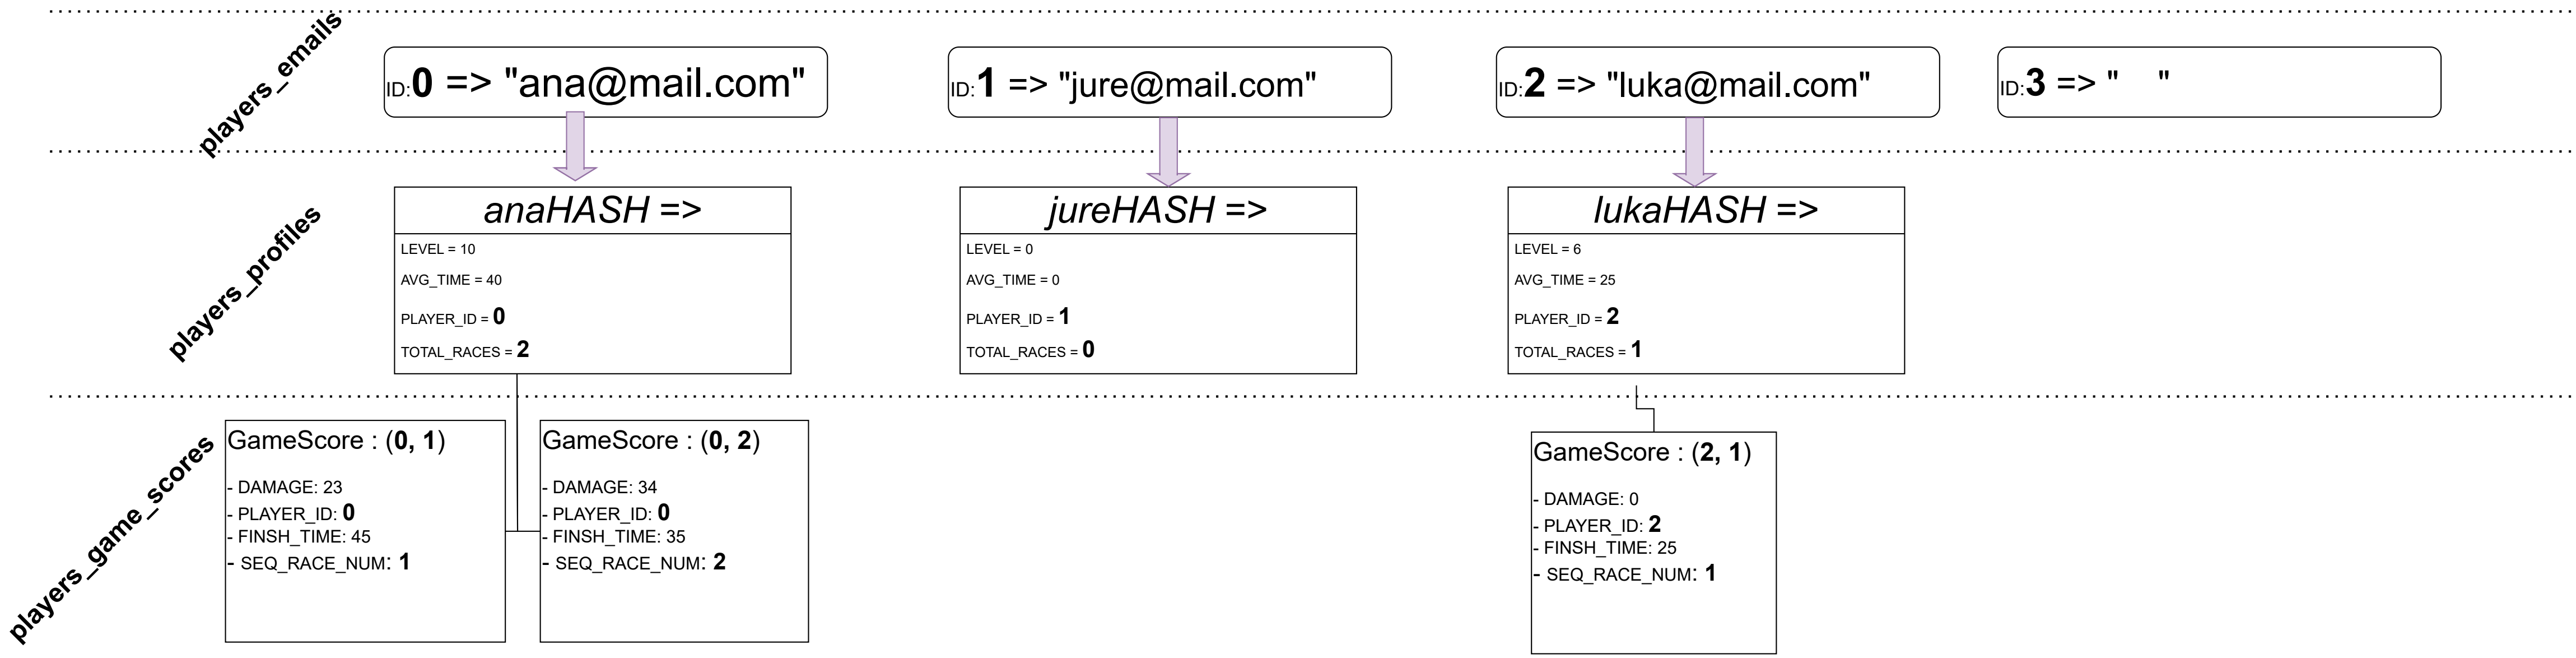 players_emails
ID:0 => "ana@mail.com"
ID:1 => "jure@mail.com"
ID:2 => "luka@mail.com"
ID:3 => "    "
players_profiles
anaHASH =>
LEVEL = 10
AVG_TIME = 40
PLAYER_ID = 0
TOTAL_RACES = 2
jureHASH =>
LEVEL = 0
AVG_TIME = 0
PLAYER_ID = 1
TOTAL_RACES = 0
lukaHASH =>
LEVEL = 6
AVG_TIME = 25
PLAYER_ID = 2
TOTAL_RACES = 1
players_game_scores
GameScore : (0, 1)
- DAMAGE: 23
- PLAYER_ID: 0
- FINSH_TIME: 45
- SEQ_RACE_NUM: 1
GameScore : (0, 2)
- DAMAGE: 34
- PLAYER_ID: 0
- FINSH_TIME: 35
- SEQ_RACE_NUM: 2
GameScore : (2, 1)
- DAMAGE: 0
- PLAYER_ID: 2
- FINSH_TIME: 25
- SEQ_RACE_NUM: 1